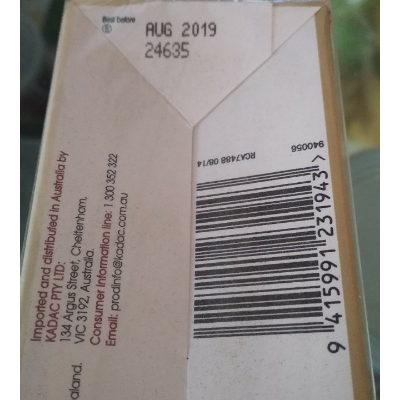 Best before
AUG 2019
24635
Imported and distributed in Australia by
KADAC PTY LTD:
134 Argus Street, Cheltenham,
VIC 3192, Australia.
Consumer information line: 1 300 352 322
Email: prodinfo@kadac.com.au
aland.
RCA7488 08/14
940056
9 415991 231943 >